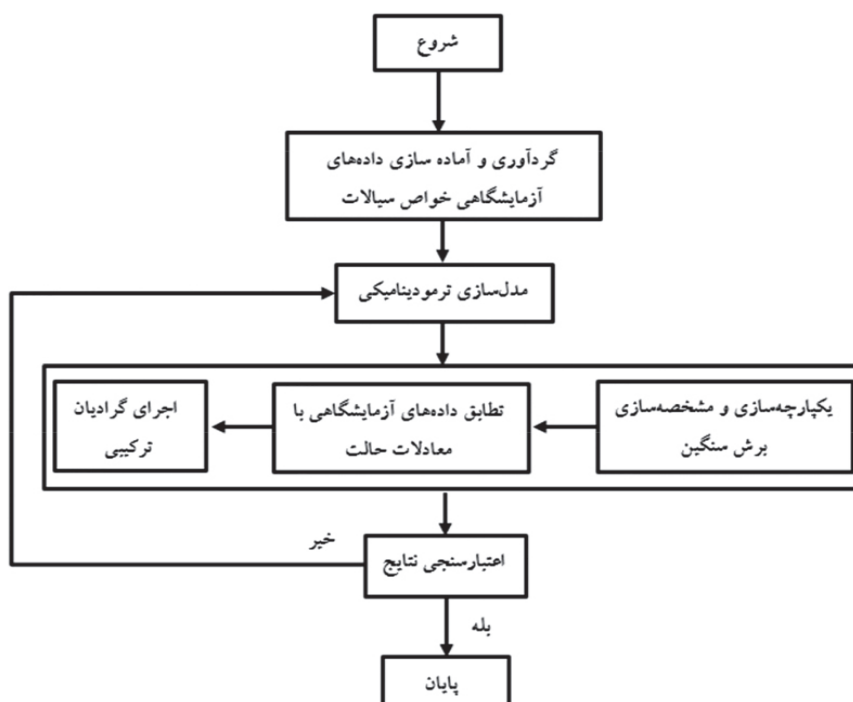 شروع
گردآوری و آماده سازی داده‌های
آزمایشگاهی خواص سیالات
مدل‌سازی ترمودینامیکی
یکپارچه‌سازی و مشخصه‌سازی
برش سنگین
تطابق داده‌های آزمایشگاهی با
معادلات حالت
اجرای گرادیان
ترکیبی
اعتبارسنجی نتایج
خیر
بله
پایان